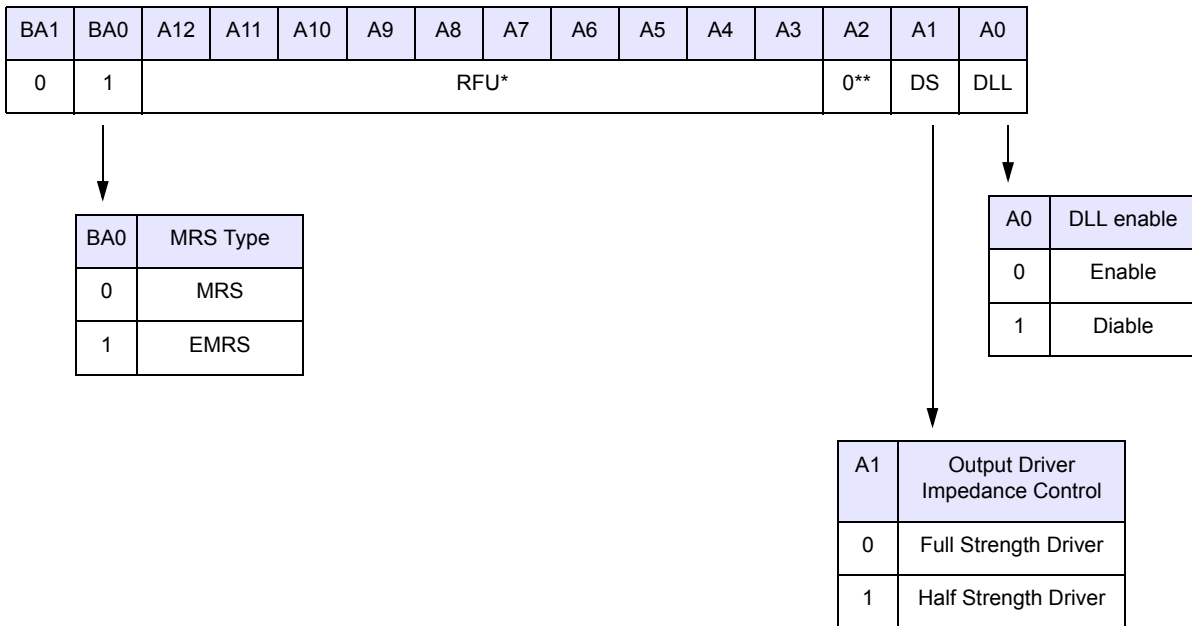 BA1 BA0 A12 A11 A10 A9 A8 A7 A6 A5 A4 A3 A2 A1 A0
0 1 RFU* 0** DS DLL
BA0 MRS Type
0 MRS
1 EMRS
A0 DLL enable
0 Enable
1 Diable
A1 Output Driver
Impedance Control
0 Full Strength Driver
1 Half Strength Driver